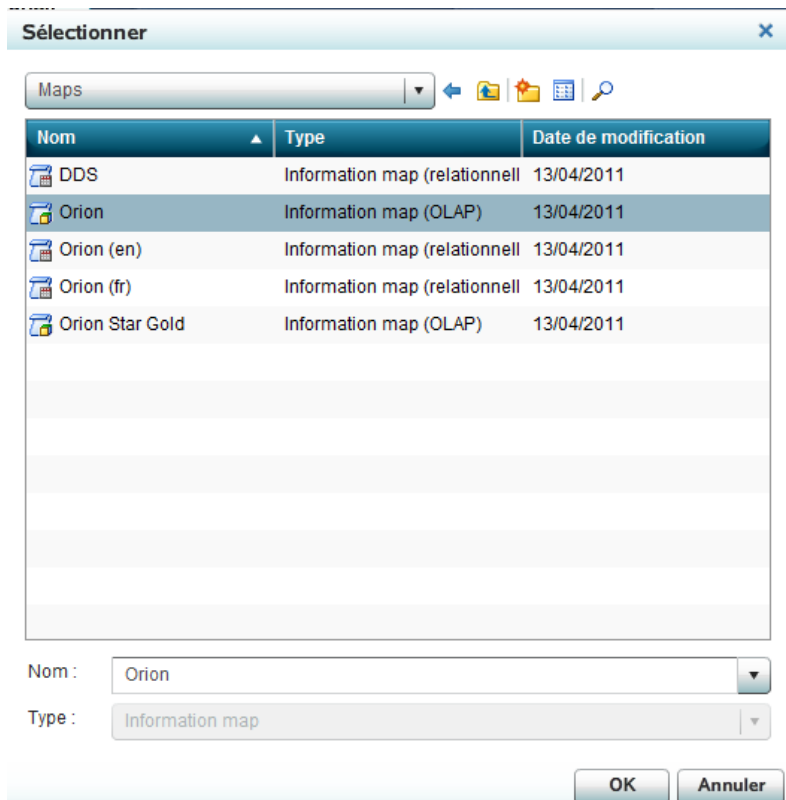 Sélectionner
Maps
Nom Type Date de modification
DDS Information map (relationnell 13/04/2011
Orion Information map (OLAP) 13/04/2011
Orion (en) Information map (relationnell 13/04/2011
Orion (fr) Information map (relationnell 13/04/2011
Orion Star Gold Information map (OLAP) 13/04/2011
Nom : Orion
Type : Information map
OK Annuler